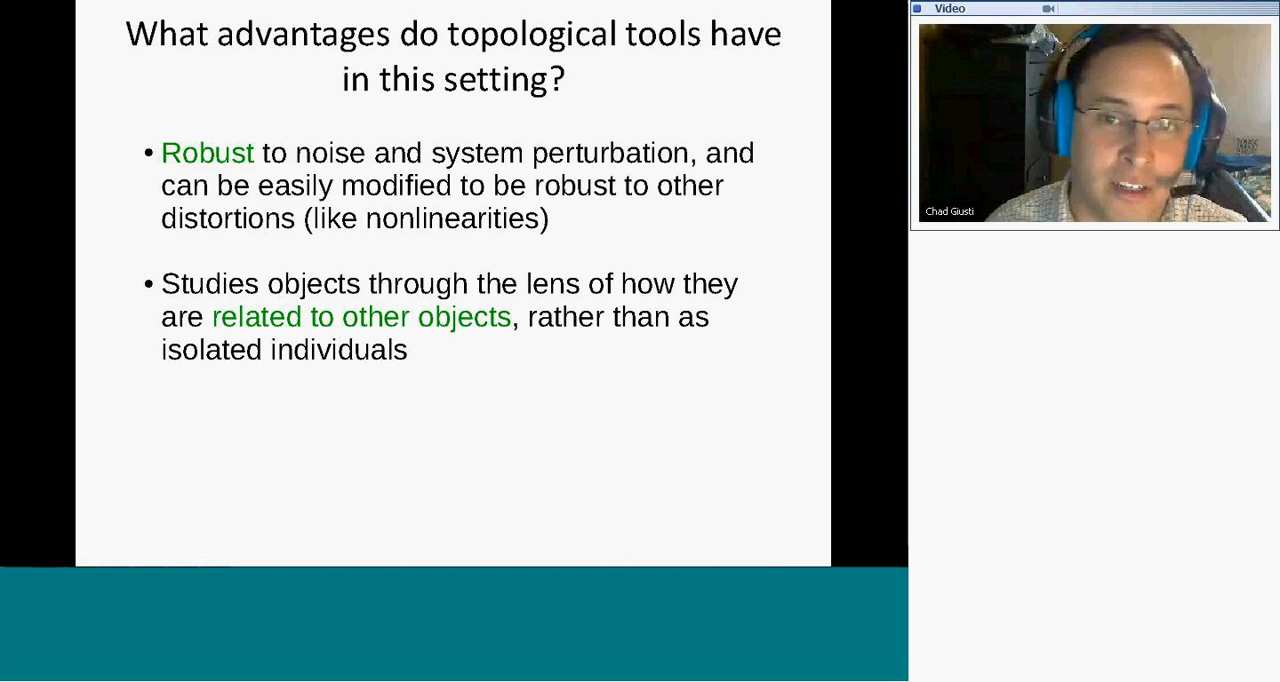 What advantages do topological tools have
in this setting?
• Robust to noise and system perturbation, and
can be easily modified to be robust to other
distortions (like nonlinearities)
• Studies objects through the lens of how they
are related to other objects, rather than as
isolated individuals
Video
Chad Giusti